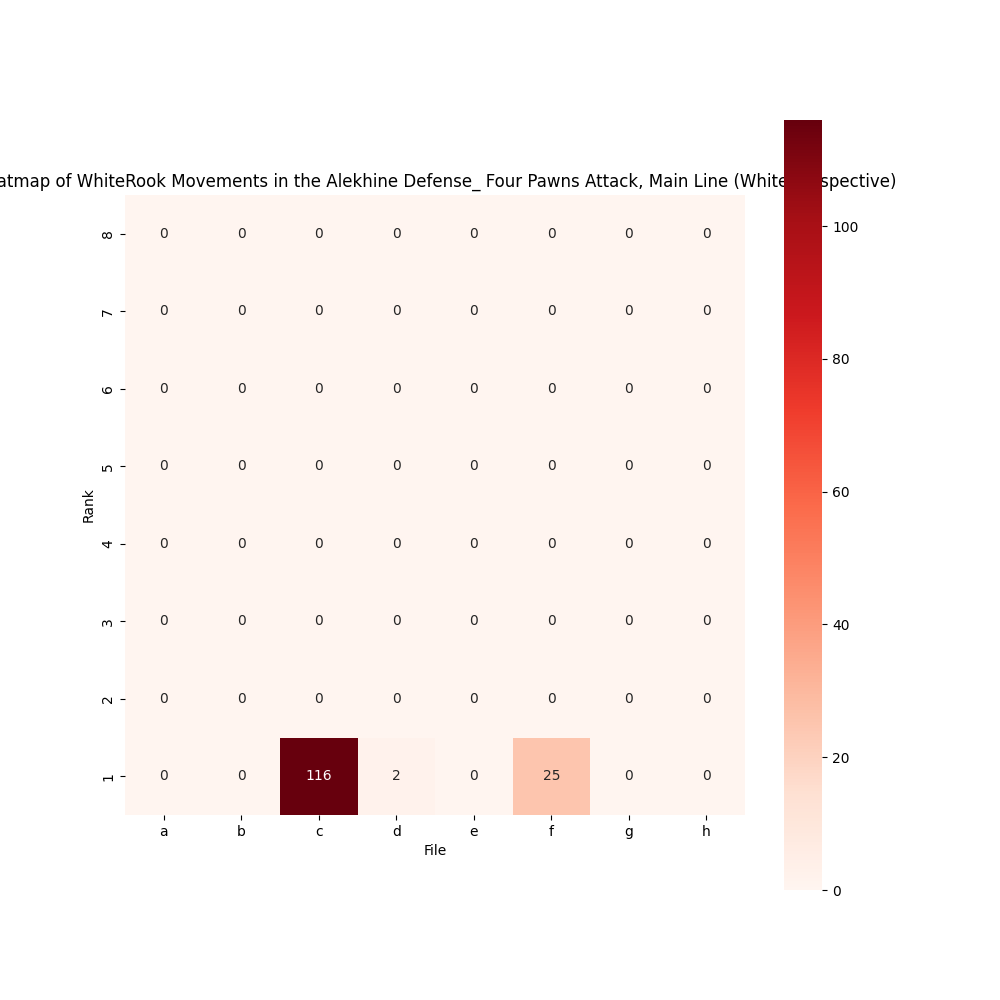 atmap of WhiteRook Movements in the Alekhine Defense_ Four Pawns Attack, Main Line (White spective)
8 0 0 0 0 0 0 0 0
7 0 0 0 0 0 0 0 0
6 0 0 0 0 0 0 0 0
5 0 0 0 0 0 0 0 0
4 0 0 0 0 0 0 0 0
3 0 0 0 0 0 0 0 0
2 0 0 0 0 0 0 0 0
1 0 0 116 2 0 25 0 0
a b c d e f g h
File
Rank
100
80
60
40
20
0